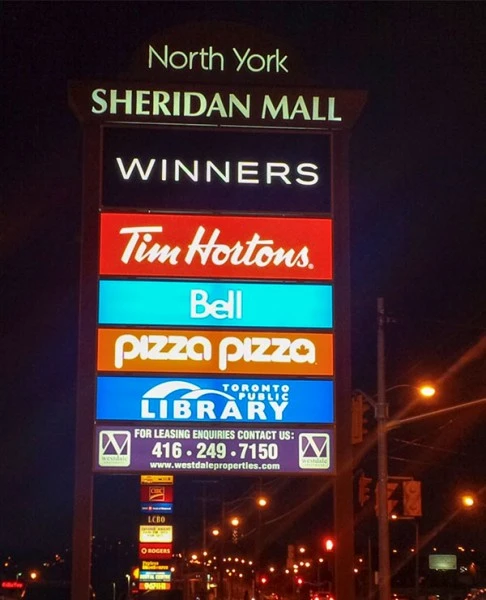 North York
SHERIDAN MALL
WINNERS
Tim Hortons.
Bell
pizza pizza
TORONTO
PUBLIC
LIBRARY
FOR LEASING ENQUIRIES CONTACT US:
416 • 249 • 7150
www.westdaleproperties.com
CIBC
LCBO
ROGERS